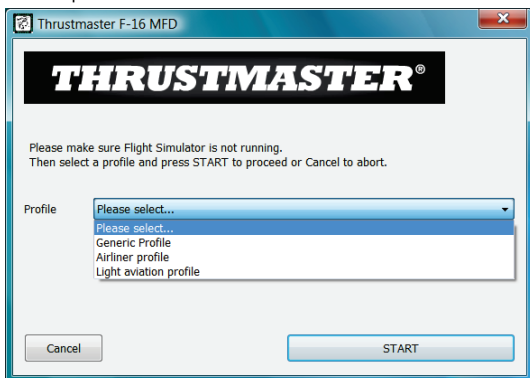 Thrustmaster F-16 MFD
THRUSTMASTER®
Please make sure Flight Simulator is not running.
Then select a profile and press START to proceed or Cancel to abort.
Profile
Please select...
Please select...
Generic Profile
Airliner profile
Light aviation profile
Cancel
START